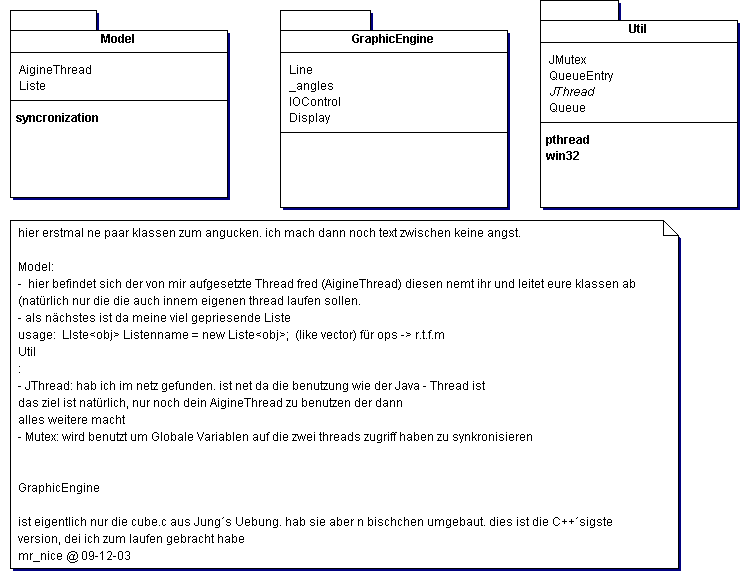 Model
AigineThread
Liste
syncronization
GraphicEngine
Line
_angles
IOControl
Display
Util
JMutex
QueueEntry
JThread
Queue
pthread
win32
hier erstmal ne paar klassen zum angucken. ich mach dann noch text zwischen keine angst.
Model:
- hier befindet sich der von mir aufgesetzte Thread fred (AigineThread) diesen nemt ihr und leitet eure klassen ab
(natürlich nur die die auch innem eigenen thread laufen sollen.
- als nächstes ist da meine viel gepriesende Liste
usage: LIste<obj> Listenname = new Liste<obj>; (like vector) für ops -> r.t.f.m
Util
:
- JThread: hab ich im netz gefunden. ist net da die benutzung wie der Java - Thread ist
das ziel ist natürlich, nur noch dein AigineThread zu benutzen der dann
alles weitere macht
- Mutex: wird benutzt um Globale Variablen auf die zwei threads zugriff haben zu synkronisieren
GraphicEngine
ist eigentlich nur die cube.c aus Jung´s Uebung. hab sie aber n bischchen umgebaut. dies ist die C++´sigste
version, dei ich zum laufen gebracht habe
mr_nice @ 09-12-03